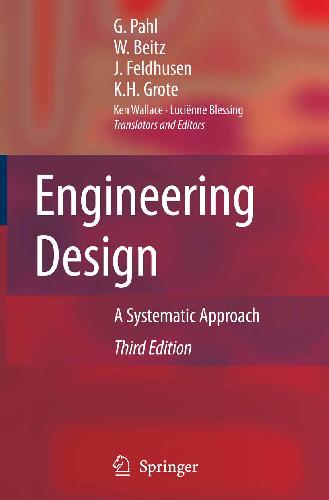 G. Pahl
W. Beitz
J. Feldhusen
K.H. Grote
Ken Wallace · Luciënne Blessing
Translators and Editors
Engineering
Design
A Systematic Approach
Third Edition
Springer